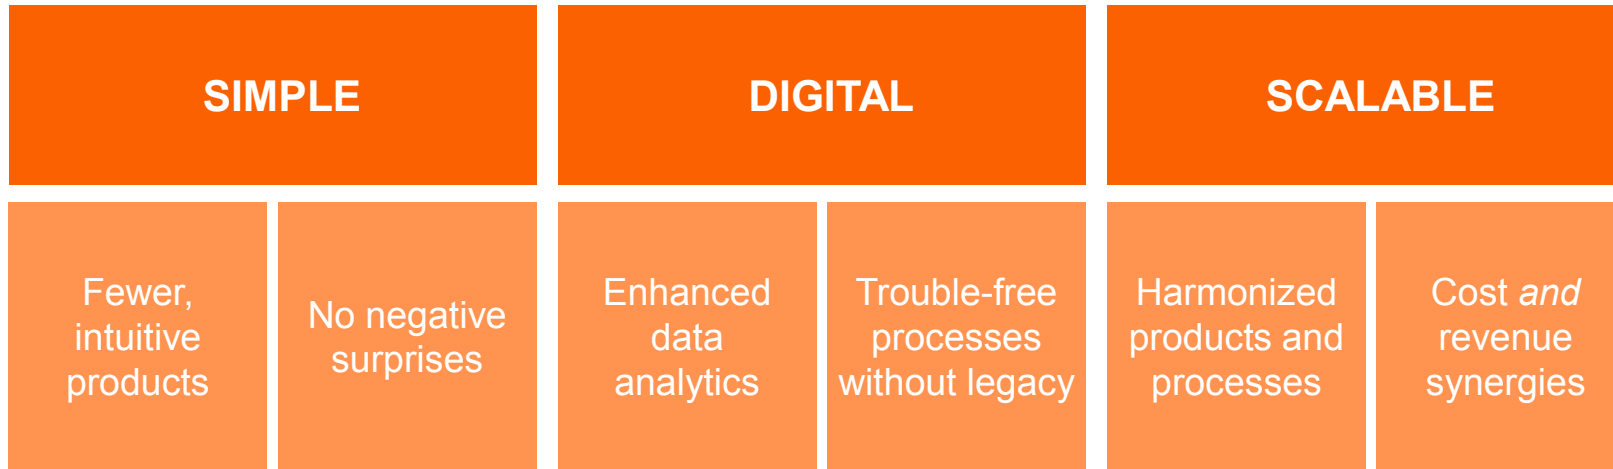 SIMPLE
DIGITAL
SCALABLE
Fewer,
intuitive
products
No negative
surprises
Enhanced
data
analytics
Trouble-free
processes
without legacy
Harmonized
products and
processes
Cost and
revenue
synergies